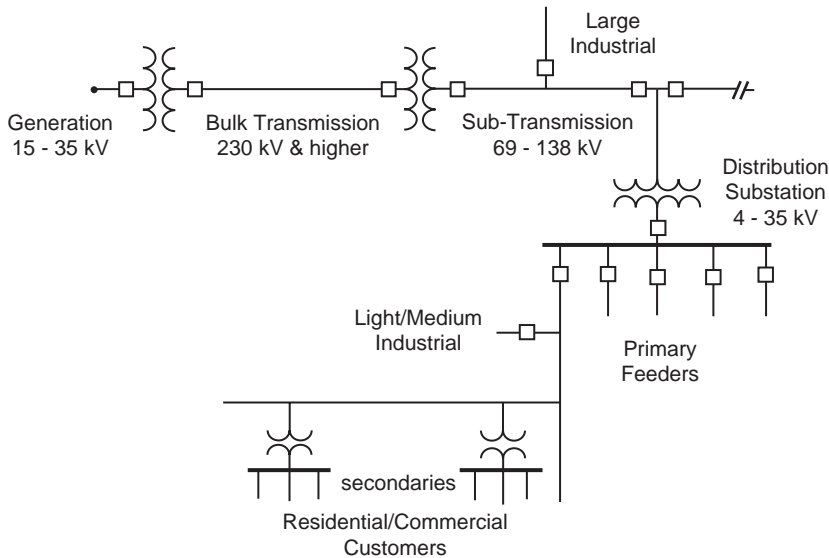 Large
Industrial
Generation
15 - 35 kV
Bulk Transmission
230 kV & higher
Sub-Transmission
69 - 138 kV
Distribution
Substation
4 - 35 kV
Light/Medium
Industrial
Primary
Feeders
secondaries
Residential/Commercial
Customers